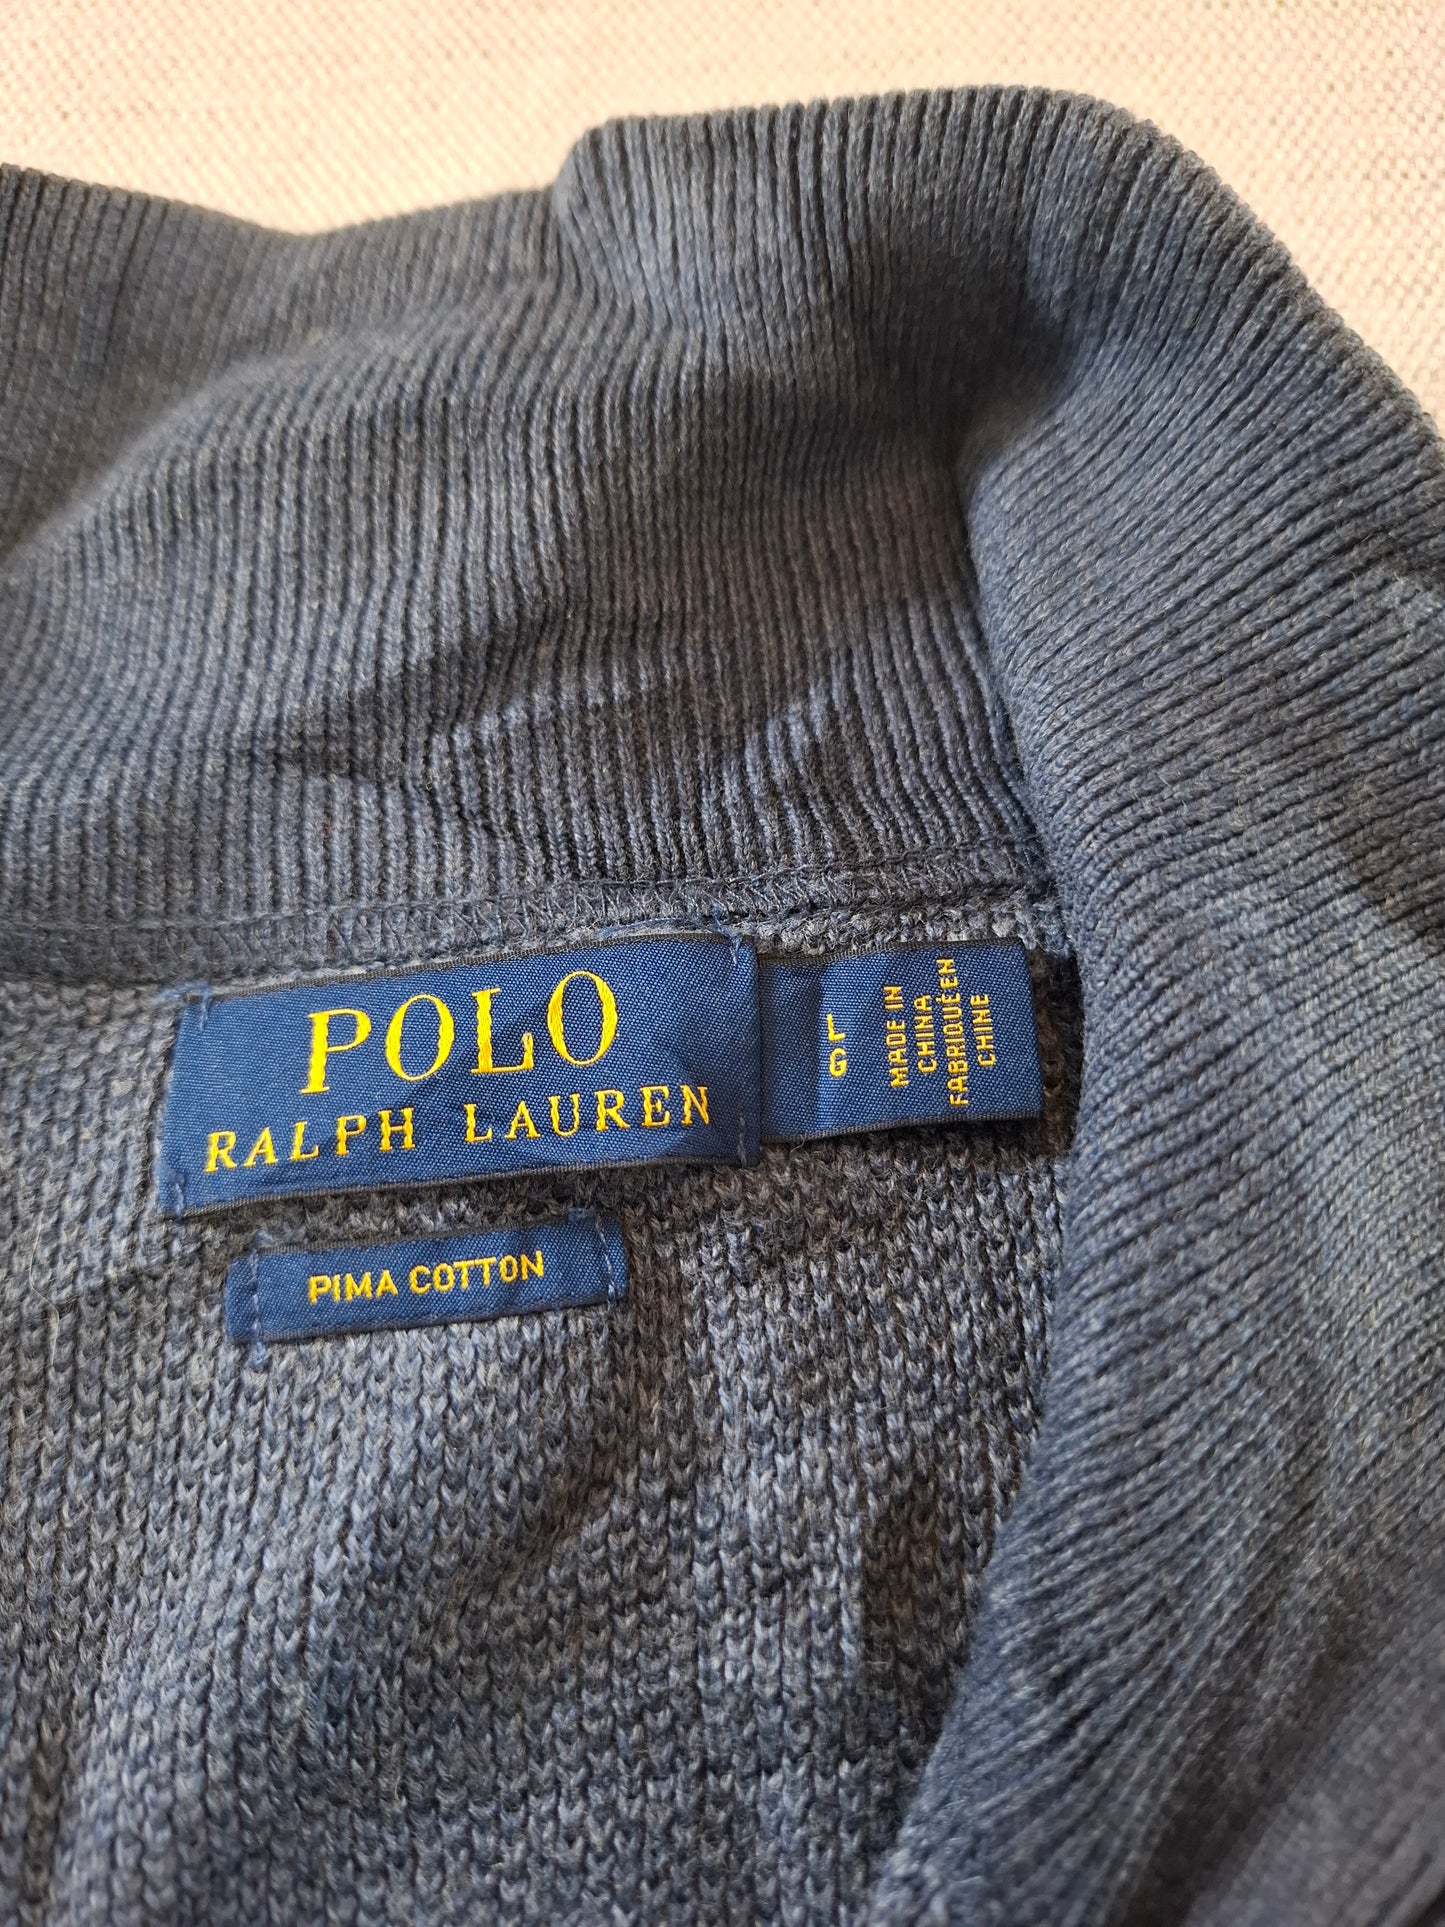 POLO
RALPH LAUREN
L
G
MADE IN
CHINA
FABRIQUÉ EN
CHINE
PIMA COTTON